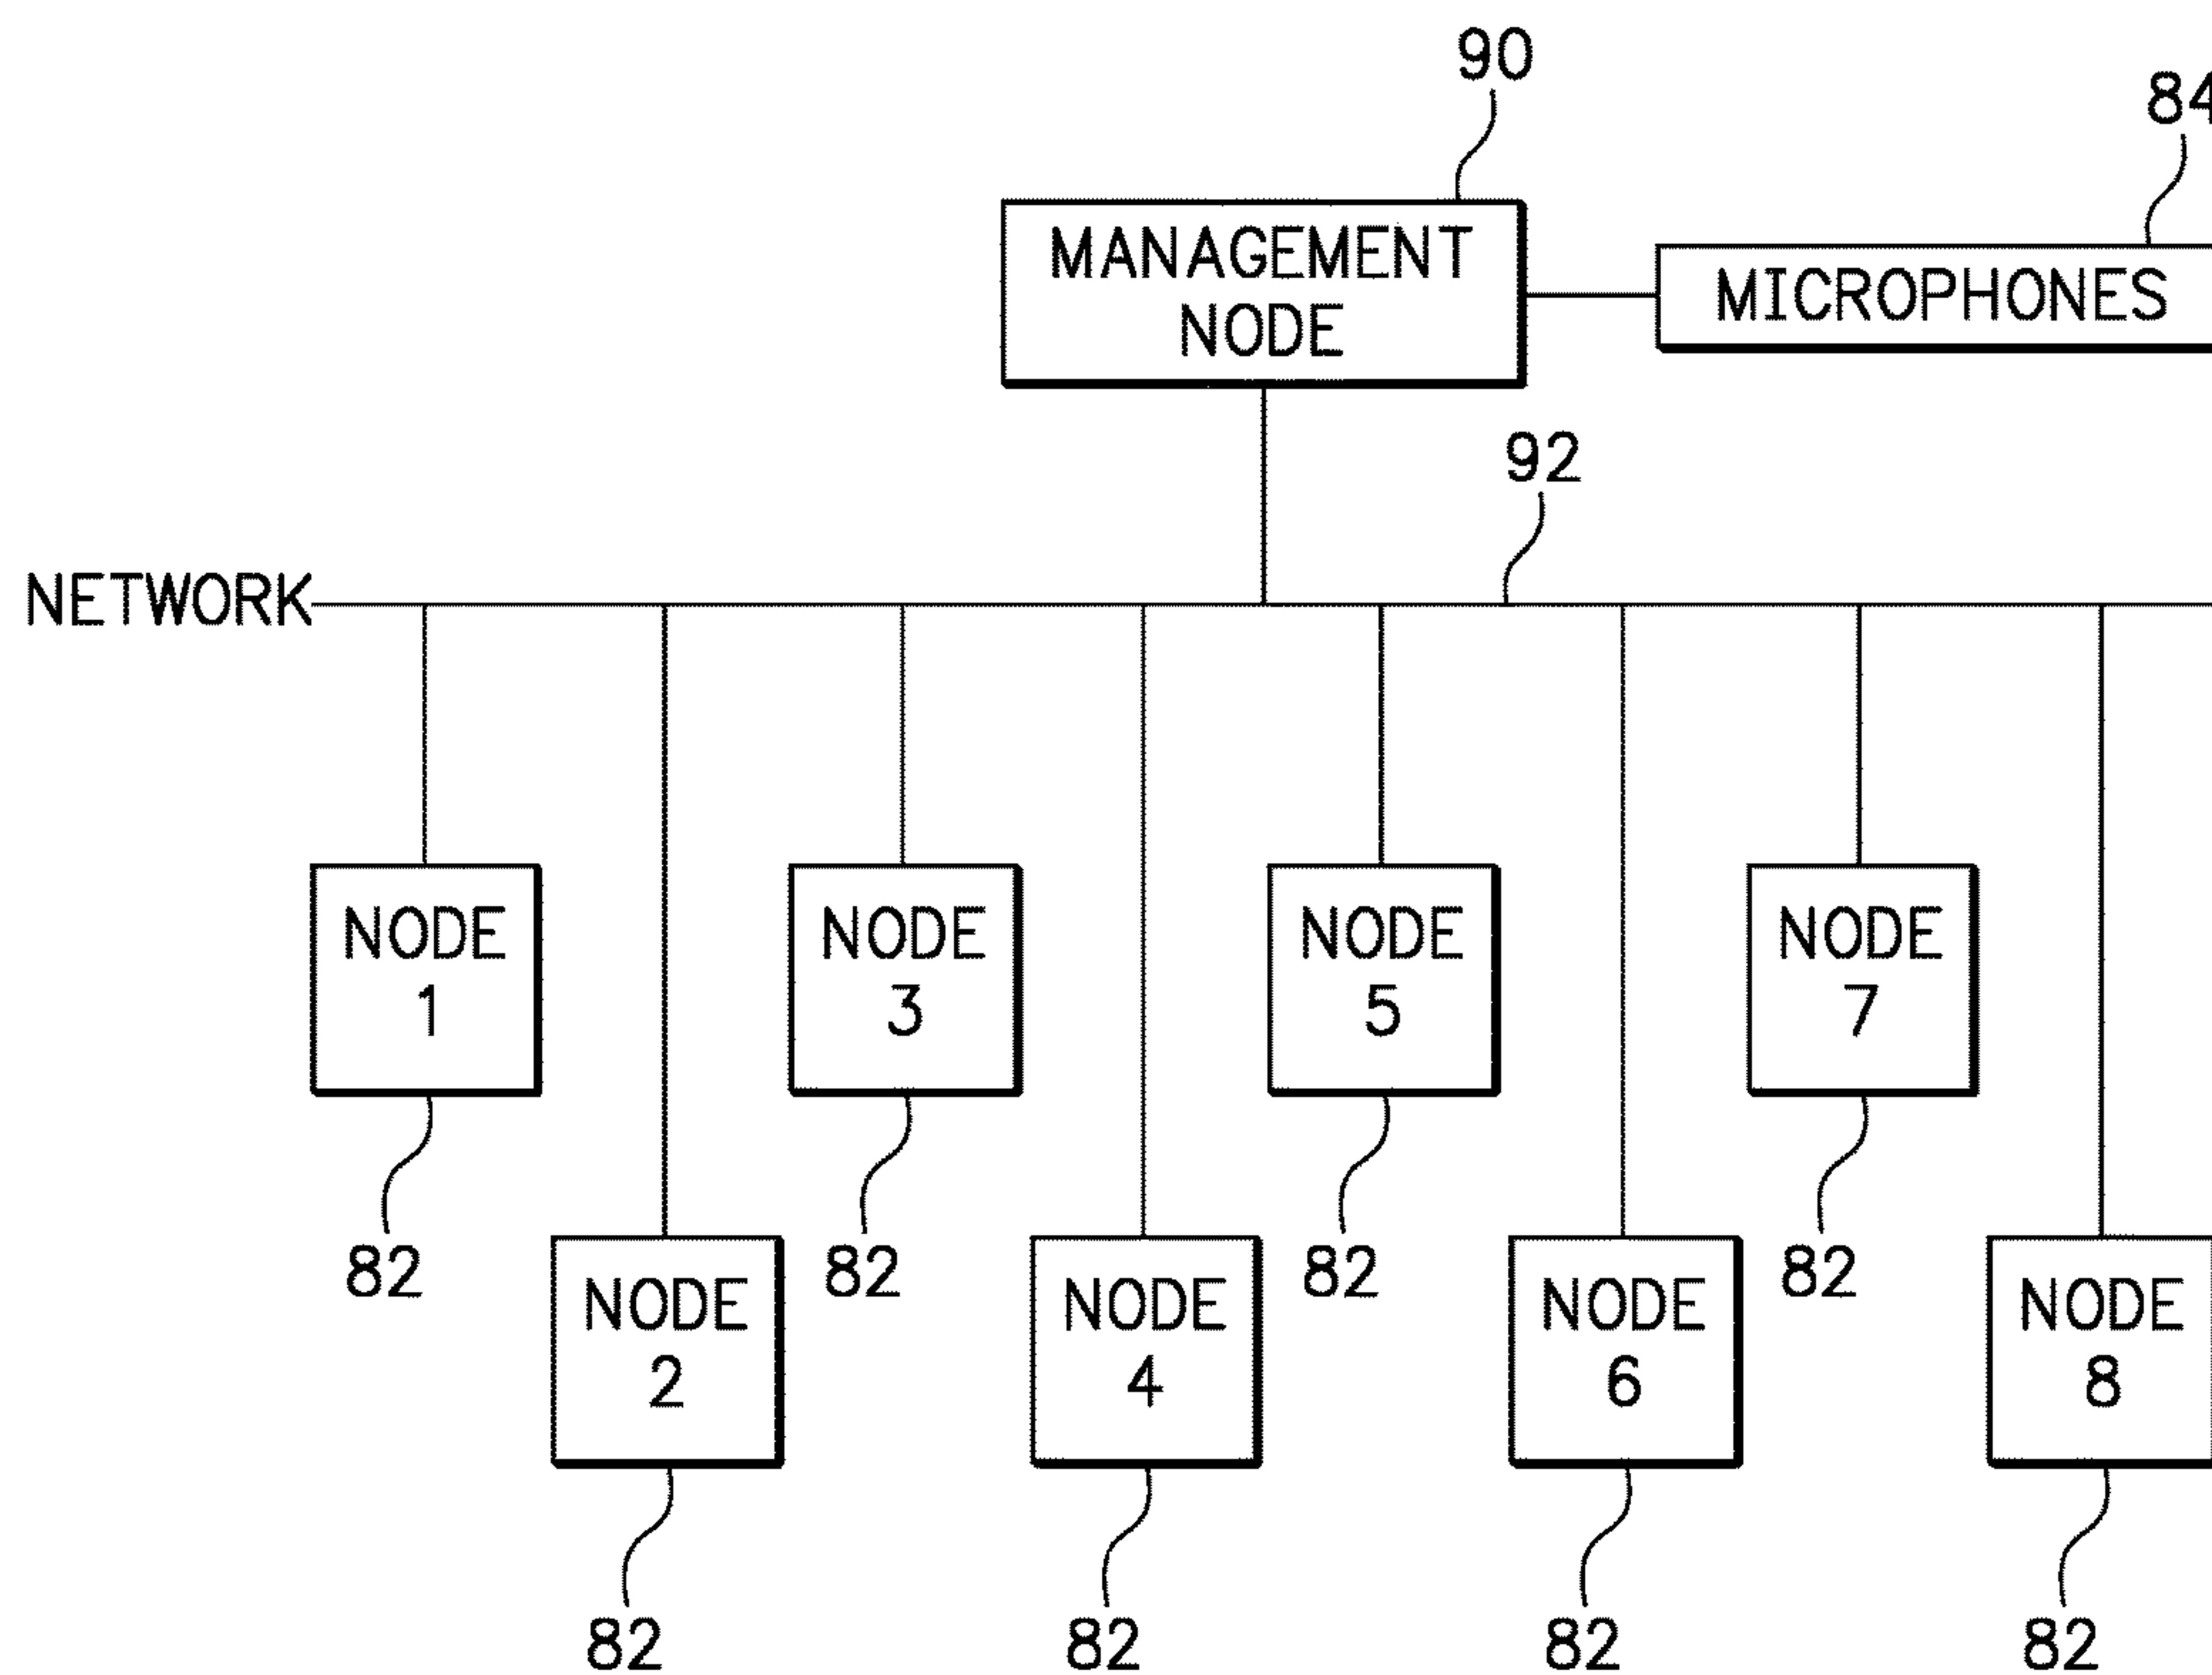 90
84
MANAGEMENT
NODE
MICROPHONES
92
NETWORK
NODE
1
NODE
3
NODE
5
NODE
7
82
82
82
82
NODE
2
NODE
4
NODE
6
NODE
8
82
82
82
82